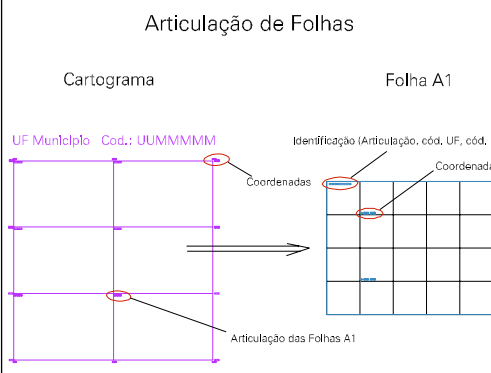 Articulação de Folhas
Cartograma
Folha A1
UF Município Cod.: UUMMMMM
Identificação (Articulação, cód. UF, cód.
Coordenadas
Coordenada
Articulação das Folhas A1